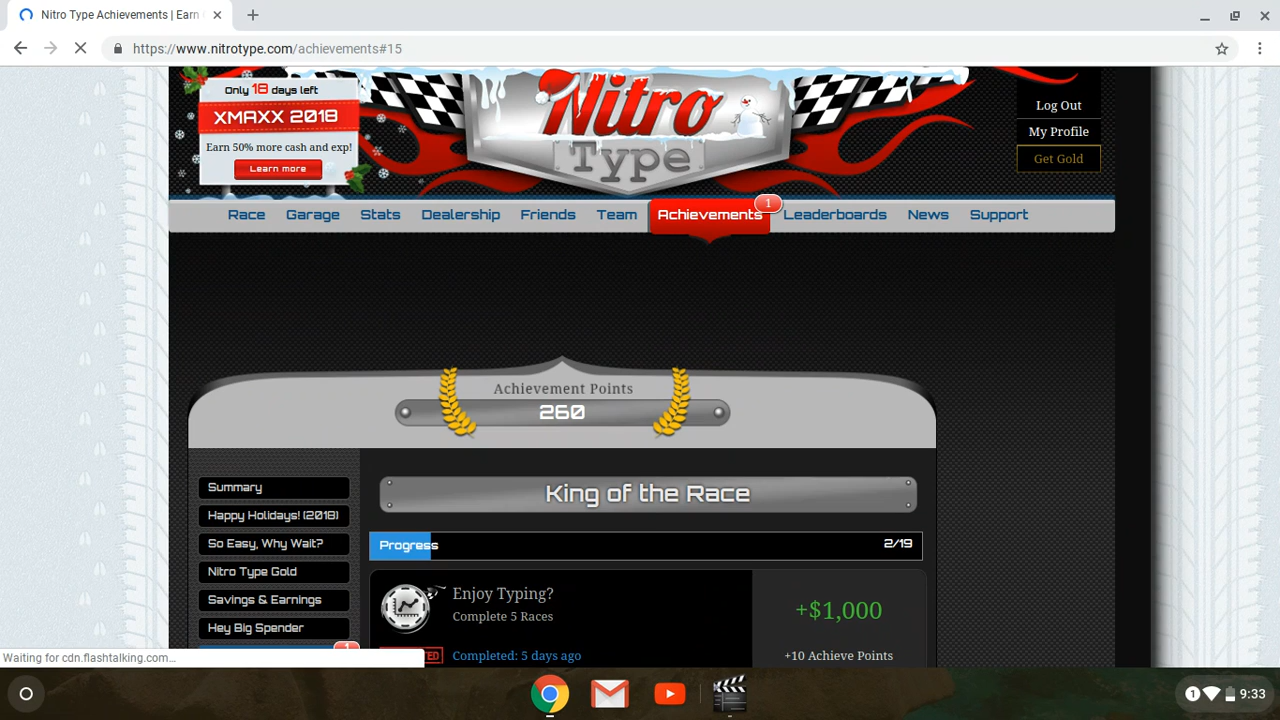 Nitro Type Achievements | Earn
https://www.nitrotype.com/achievements#15
Only 18 days left
XMAXX 2018
Earn 50% more cash and exp!
Learn more
Nitro
Type
Log Out
My Profile
Get Gold
Race Garage Stats Dealership Friends Team Achievements 1 Leaderboards News Support
Achievement Points
260
Summary
Happy Holidays! (2018)
So Easy, Why Wait?
Nitro Type Gold
Savings & Earnings
Hey Big Spender
1
King of the Race
Progress 2/19
Enjoy Typing?
Complete 5 Races
+$1,000
Completed: 5 days ago
+10 Achieve Points
Waiting for cdn.flashtalking.com...
1 9:33